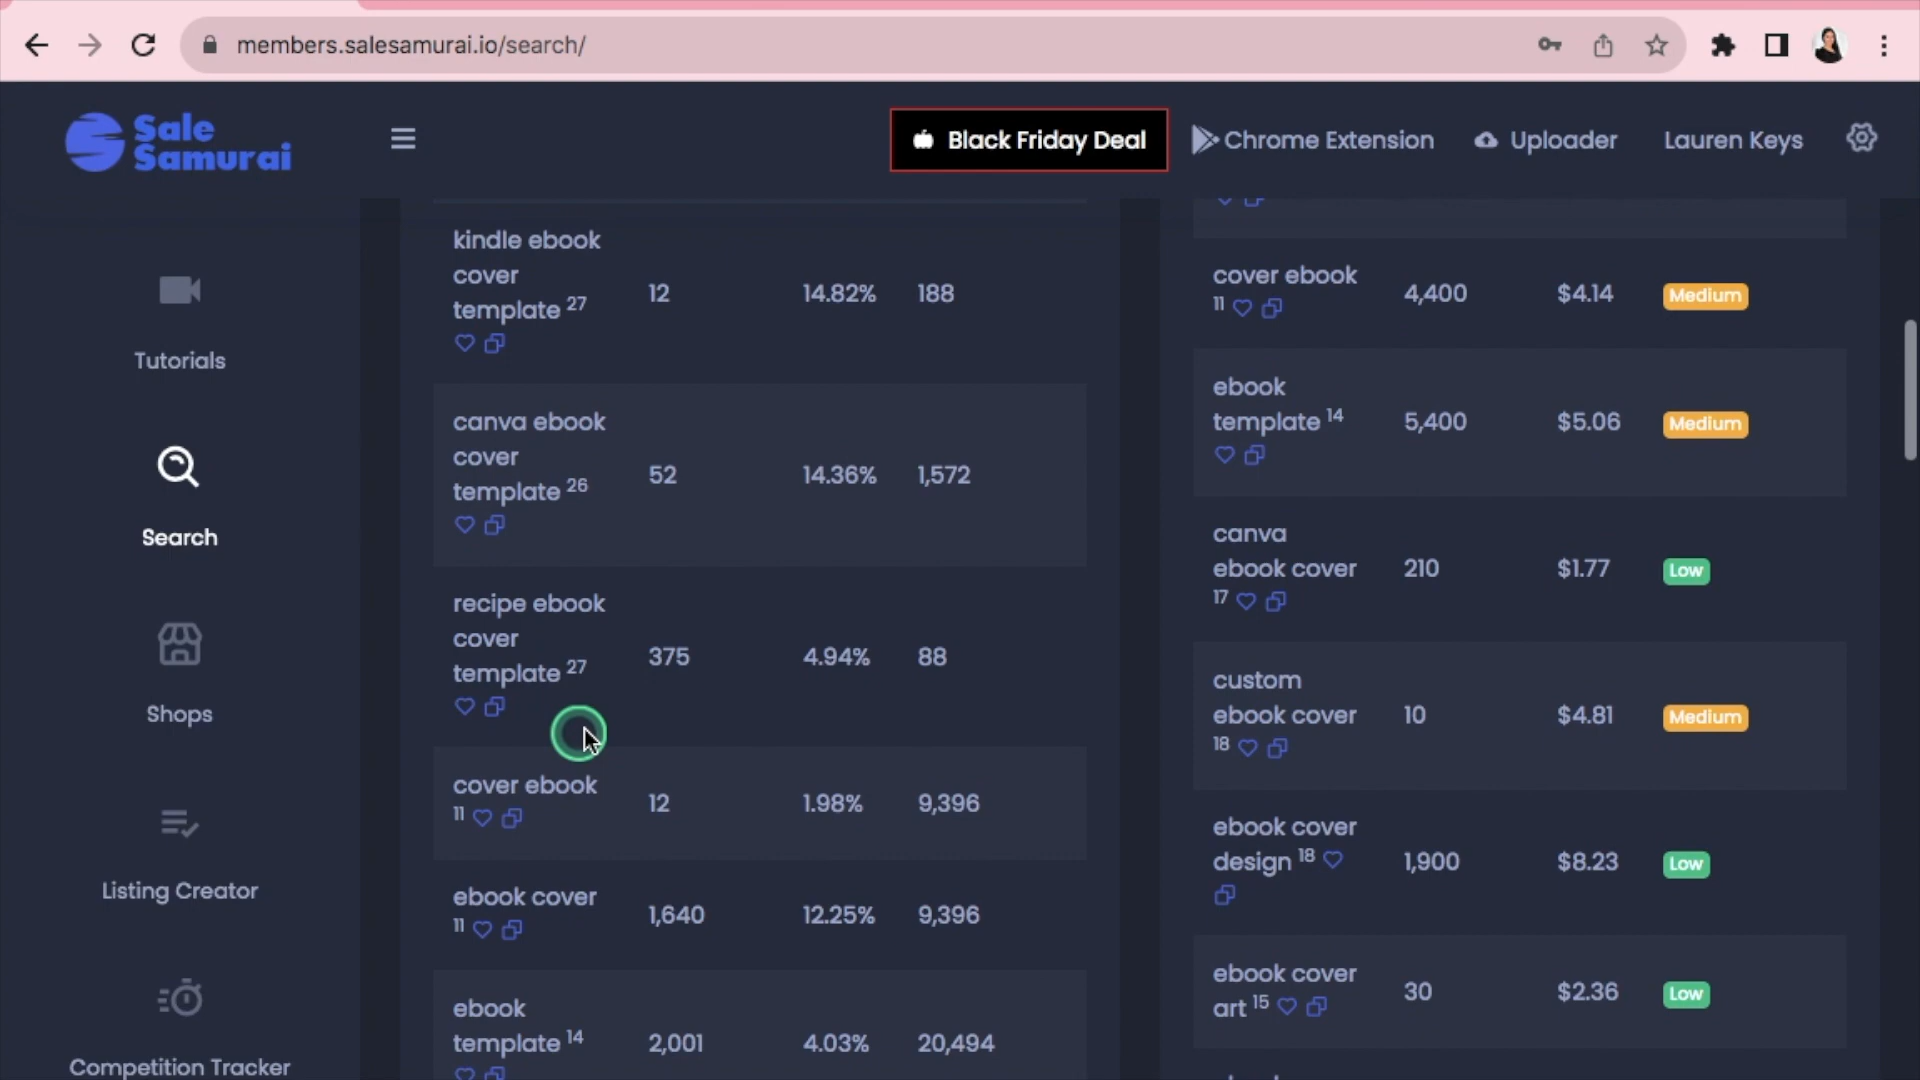 members.salesamurai.io/search/
Sale
Samurai
Black Friday Deal
Chrome Extension
Uploader
Lauren Keys
Tutorials
Search
Shops
Listing Creator
Competition Tracker
kindle ebook
cover
template 27
12
14.82%
188
canva ebook
cover
template 26
52
14.36%
1,572
recipe ebook
cover
template 27
375
4.94%
88
cover ebook
11
12
1.98%
9,396
ebook cover
11
1,640
12.25%
9,396
ebook
template 14
2,001
4.03%
20,494
cover ebook
11
4,400
$4.14
Medium
ebook
template 14
5,400
$5.06
Medium
canva
ebook cover
17
210
$1.77
Low
custom
ebook cover
18
10
$4.81
Medium
ebook cover
design 18
1,900
$8.23
Low
ebook cover
art 15
30
$2.36
Low